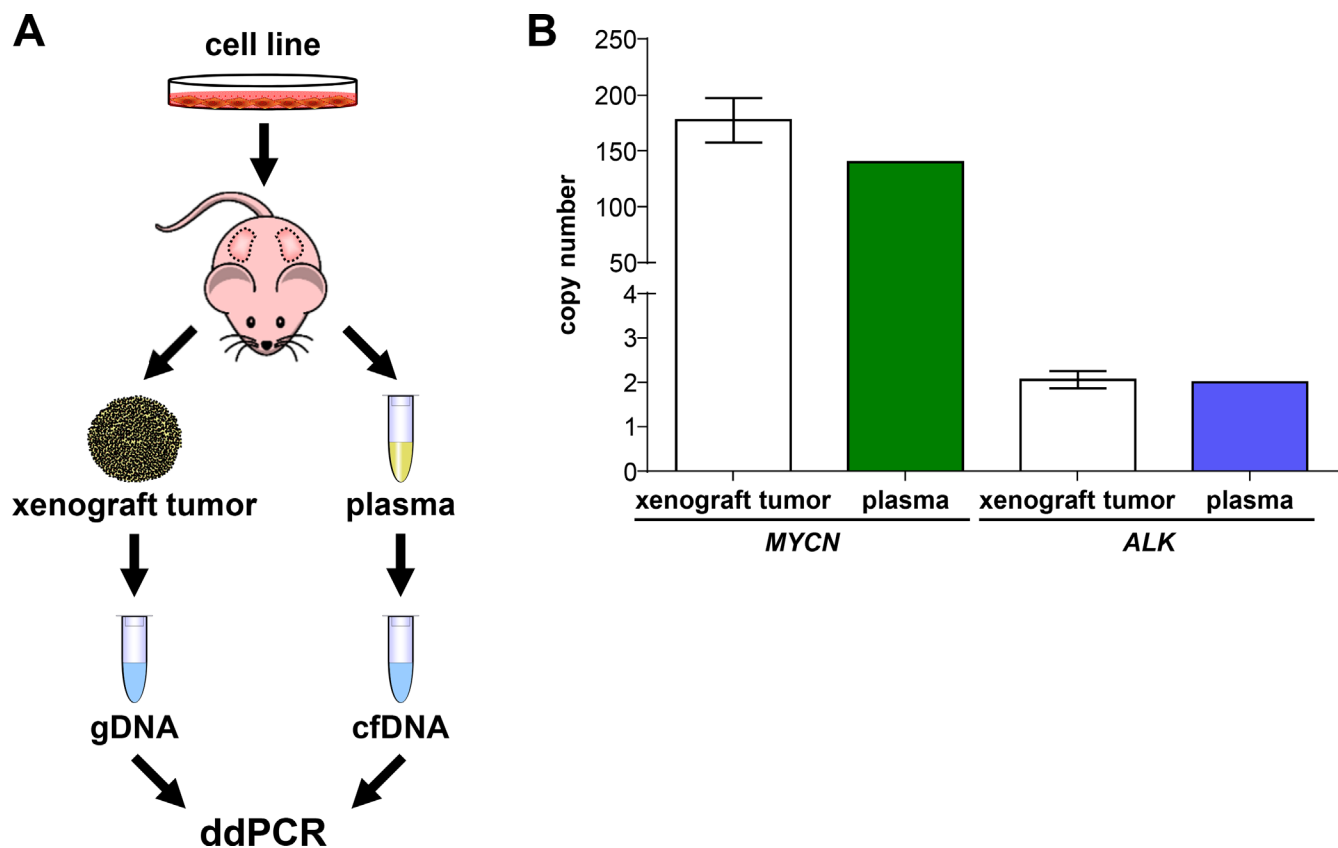 A
cell line
xenograft tumor
plasma
gDNA
cfDNA
ddPCR
B
copy number
250
200
150
100
50
4
3
2
1
0
xenograft tumor
plasma
xenograft tumor
plasma
MYCN
ALK